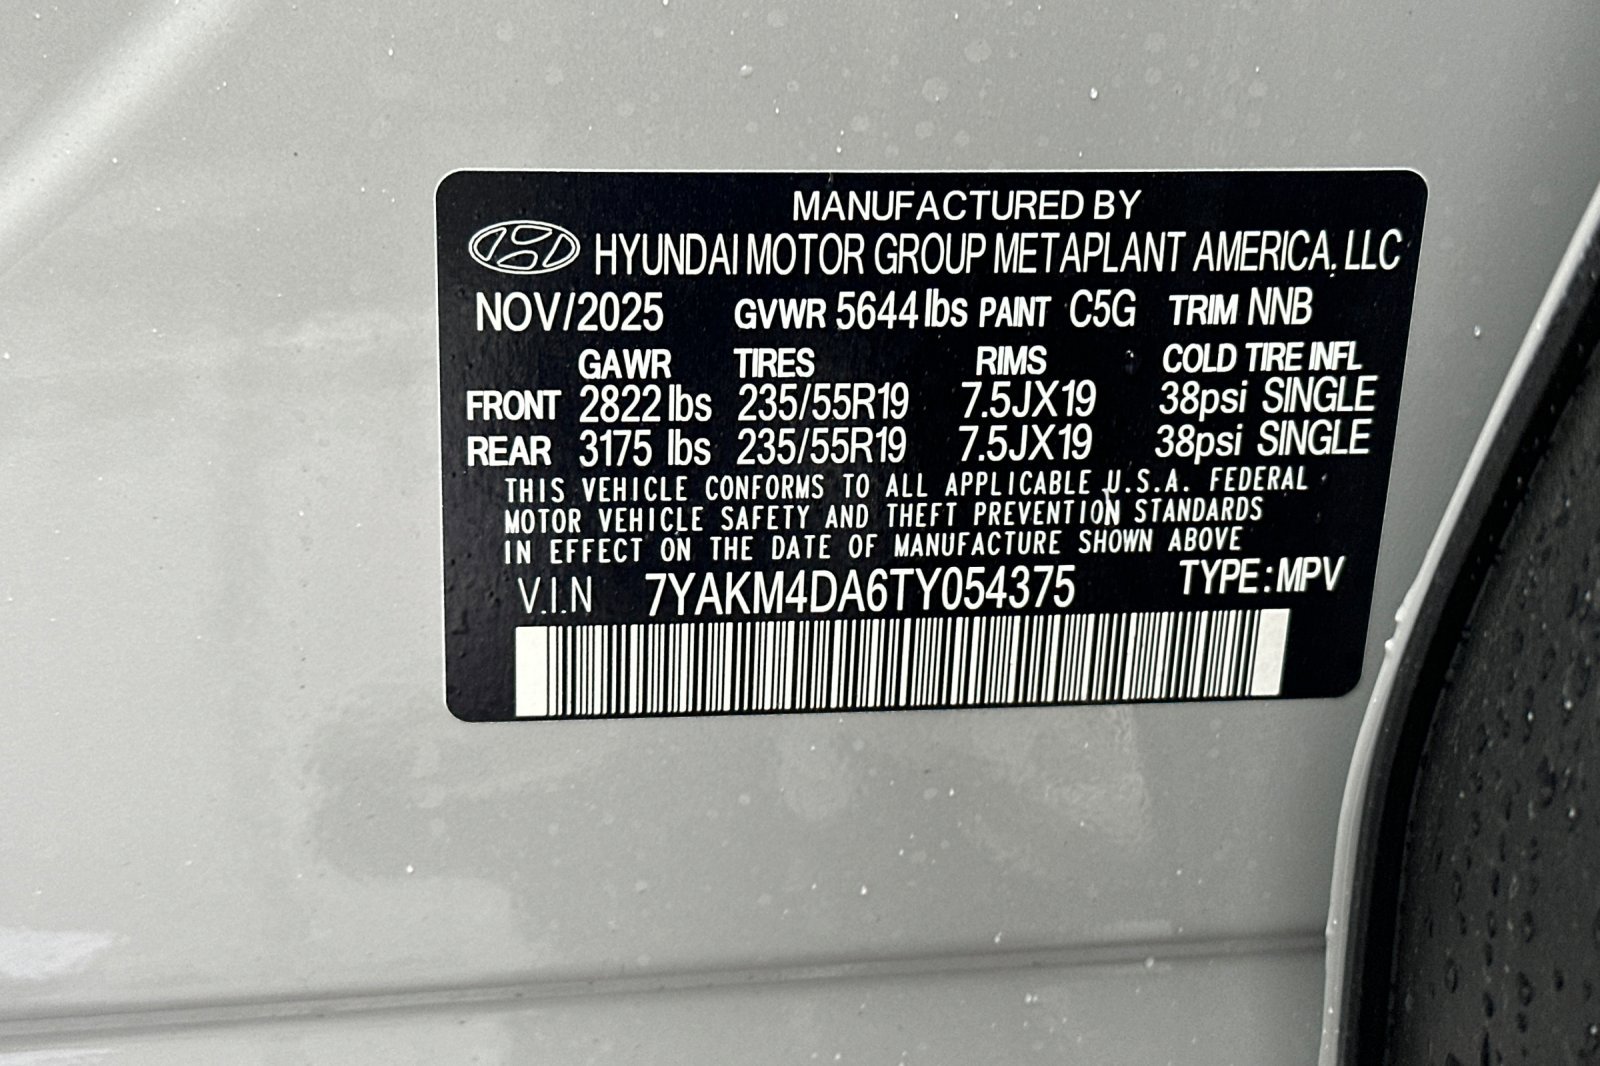 MANUFACTURED BY
HYUNDAI MOTOR GROUP METAPLANT AMERICA, LLC
NOV/2025 GVWR 5644 lbs PAINT C5G TRIM NNB
GAWR TIRES RIMS COLD TIRE INFL
FRONT 2822 lbs 235/55R19 7.5JX19 38psi SINGLE
REAR 3175 lbs 235/55R19 7.5JX19 38psi SINGLE
THIS VEHICLE CONFORMS TO ALL APPLICABLE U.S.A. FEDERAL
MOTOR VEHICLE SAFETY AND THEFT PREVENTION STANDARDS
IN EFFECT ON THE DATE OF MANUFACTURE SHOWN ABOVE
V.I.N 7YAKM4DA6TY054375 TYPE: MPV